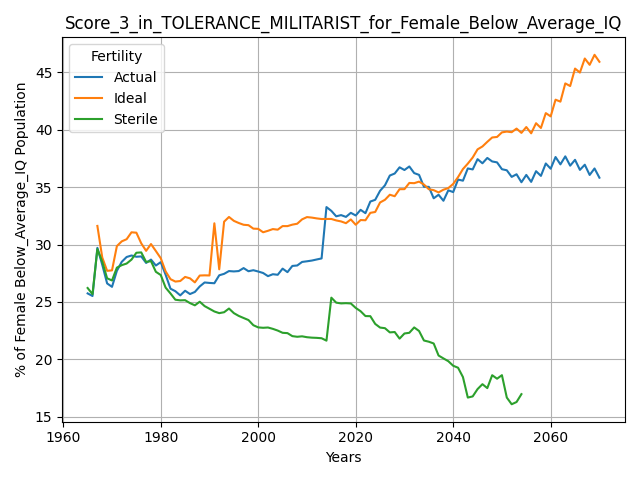 Score_3_in_TOLERANCE_MILITARIST_for_Female_Below_Average_IQ
Fertility
Actual
Ideal
Sterile
% of Female Below_Average_IQ Population
45
40
35
30
25
20
15
1960
1980
2000
2020
2040
2060
Years